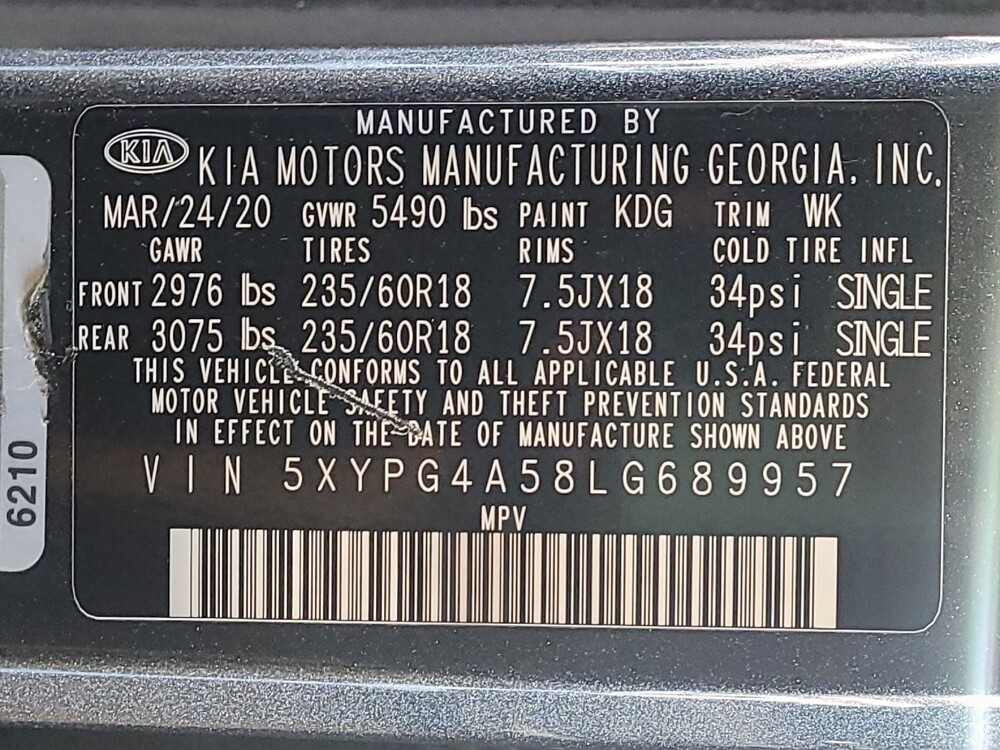 MANUFACTURED BY
KIA KIA MOTORS MANUFACTURING GEORGIA, INC.
MAR/24/20 GVWR 5490 lbs PAINT KDG TRIM WK
GAWR TIRES RIMS COLD TIRE INFL
FRONT 2976 lbs 235/60R18 7.5JX18 34psi SINGLE
REAR 3075 lbs 235/60R18 7.5JX18 34psi SINGLE
THIS VEHICLE CONFORMS TO ALL APPLICABLE U.S.A. FEDERAL
MOTOR VEHICLE SAFETY AND THEFT PREVENTION STANDARDS
IN EFFECT ON THE DATE OF MANUFACTURE SHOWN ABOVE
VIN 5XYPG4A58LG689957
MPV
6210